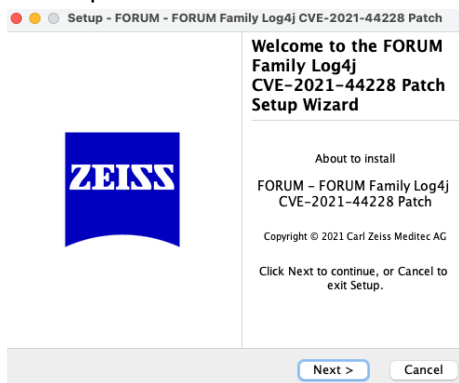 Setup - FORUM - FORUM Family Log4j CVE-2021-44228 Patch
Welcome to the FORUM
Family Log4j
CVE-2021-44228 Patch
Setup Wizard
ZEISS
About to install
FORUM - FORUM Family Log4j
CVE-2021-44228 Patch
Copyright © 2021 Carl Zeiss Meditec AG
Click Next to continue, or Cancel to
exit Setup.
Next >
Cancel